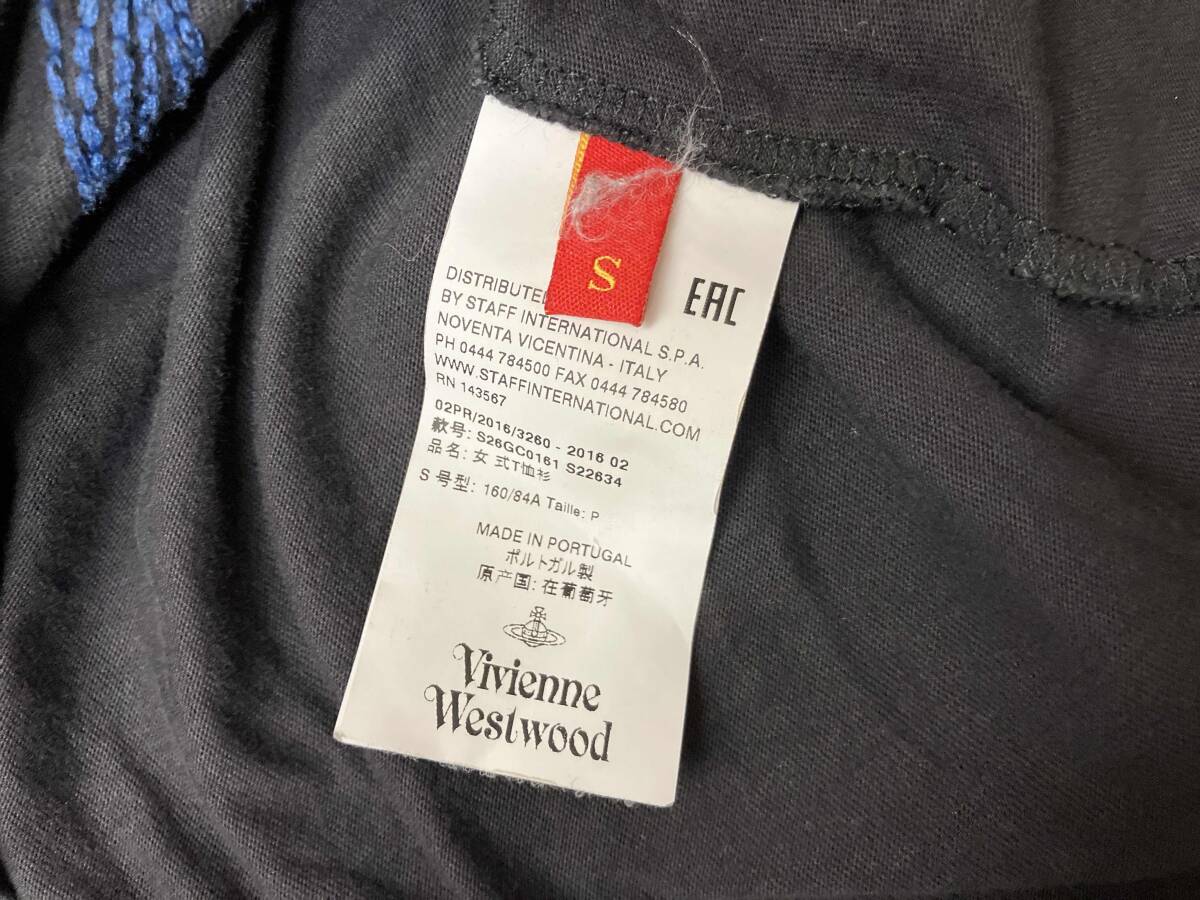 S
EAC
DISTRIBUTED
BY STAFF INTERNATIONAL S.P.A.
NOVENTA VICENTINA - ITALY
PH 0444 784500 FAX 0444 784580
WWW.STAFFINTERNATIONAL.COM
RN 143567
02PR/2016/3260 - 2016 02
款号: S26GC0161 S22634
品名: 女 式T恤衫
S 号型: 160/84A Taille: P
MADE IN PORTUGAL
ポルトガル製
原产国: 在葡萄牙
Vivienne
Westwood